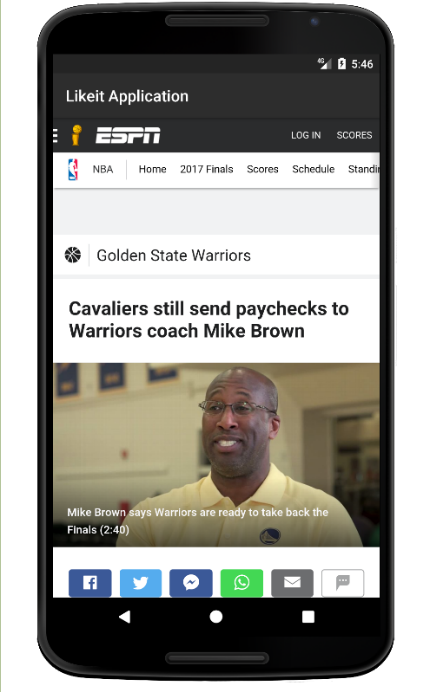 4G 5:46
Likeit Application
ESPN LOG IN SCORES
NBA Home 2017 Finals Scores Schedule Standin
Golden State Warriors
Cavaliers still send paychecks to
Warriors coach Mike Brown
Mike Brown says Warriors are ready to take back the
Finals (2:40)